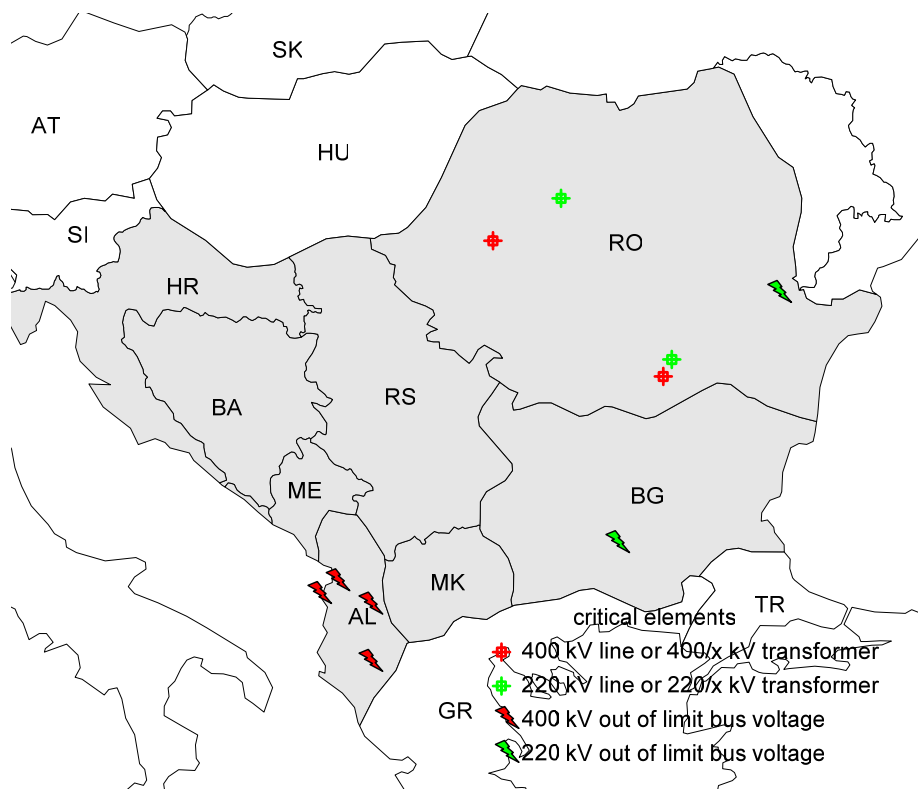 SK
AT
HU
SI
RO
HR
RS
BA
ME
BG
MK
TR
AL
critical elements
400 kV line or 400/x kV transformer
220 kV line or 220/x kV transformer
GR
400 kV out of limit bus voltage
220 kV out of limit bus voltage